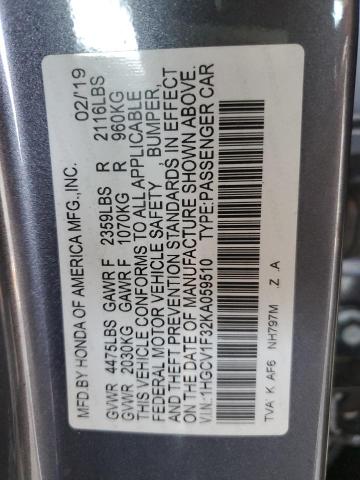 MFD BY HONDA OF AMERICA MFG.,INC. 02/19
GVWR 4475LBS GAWR F 2359LBS R 2116LBS
GVWR 2030KG GAWR F 1070KG R 960KG
THIS VEHICLE CONFORMS TO ALL APPLICABLE
FEDERAL MOTOR VEHICLE SAFETY , BUMPER,
AND THEFT PREVENTION STANDARDS IN EFFECT
ON THE DATE OF MANUFACTURE SHOWN ABOVE.
V.I.N.:1HGCV1F32KA059510 TYPE:PASSENGER CAR
TVA* K AF6 NH797M .Z .A